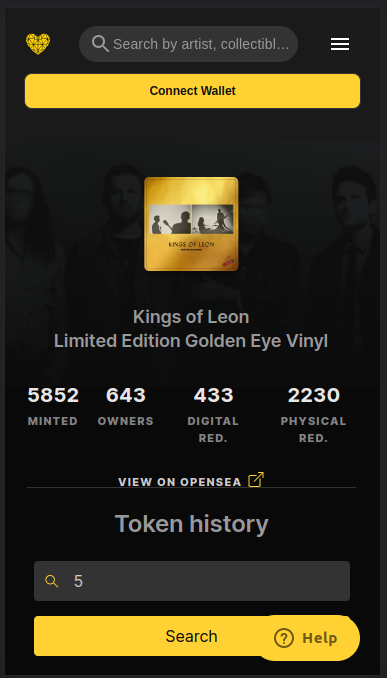 Search by artist, collectibl...
Connect Wallet
KINGS OF LEON
Kings of Leon
Limited Edition Golden Eye Vinyl
5852 643 433 2230
MINTED OWNERS DIGITAL RED. PHYSICAL RED.
VIEW ON OPENSEA
Token history
5
Search
Help